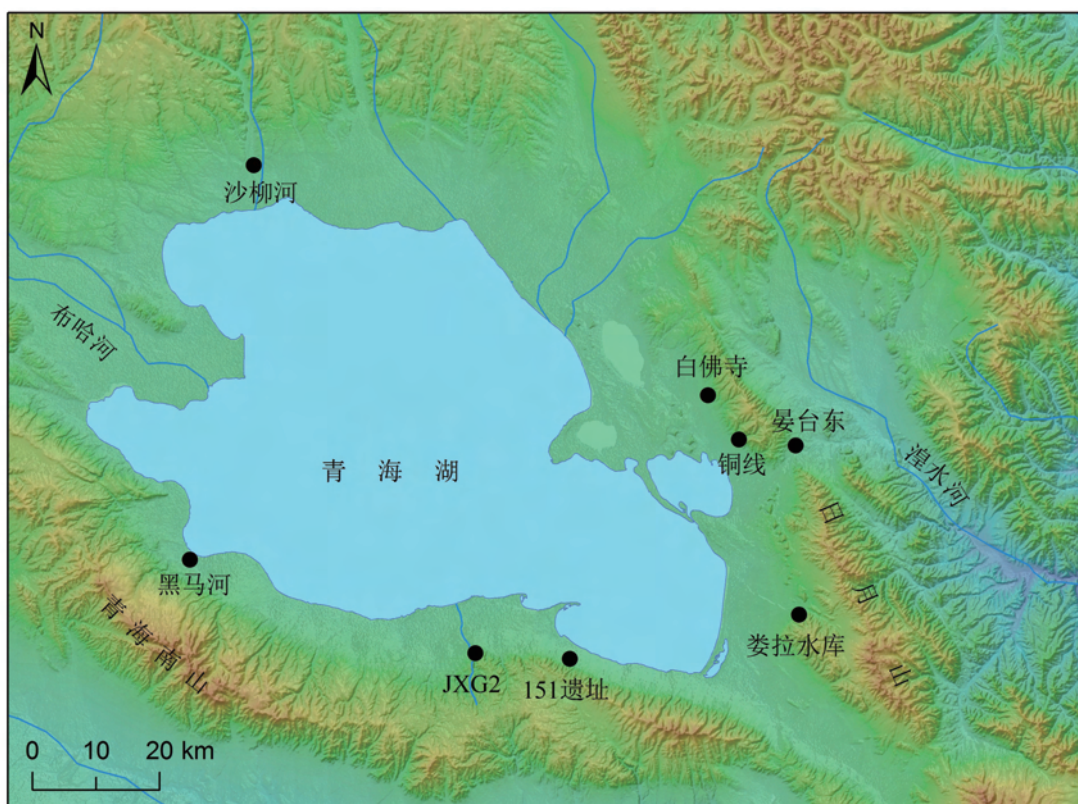 N
沙柳河
布哈河
白佛寺
晏台东
铜线
湟水河
青海湖
日月山
黑马河
青海南山
娄拉水库
JXG2
151遗址
0 10 20 km